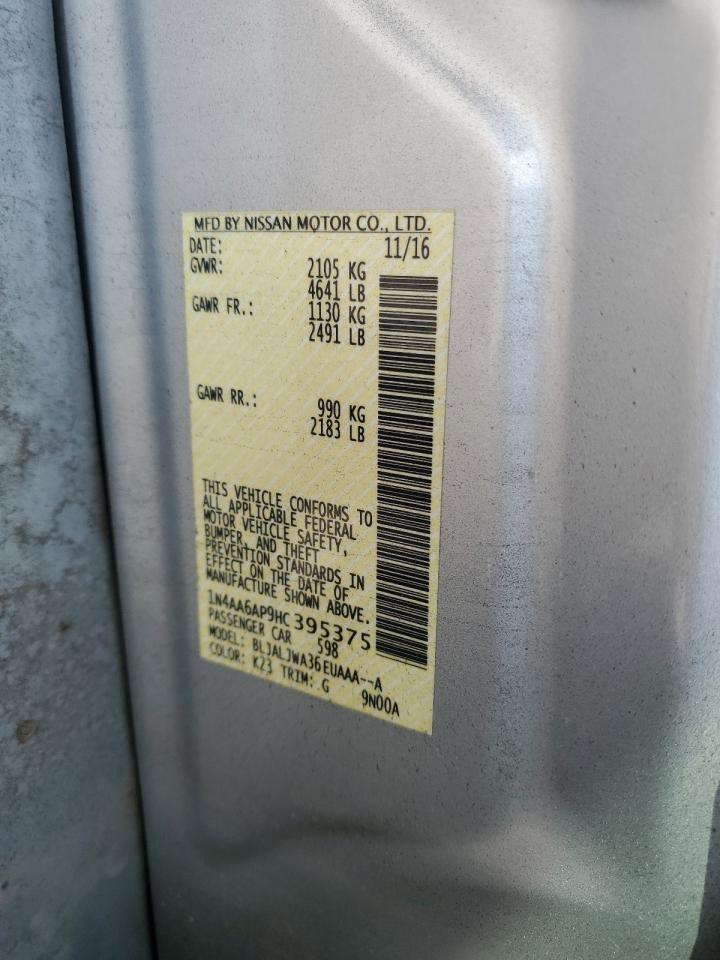 MFD BY NISSAN MOTOR CO., LTD.
DATE: 11/16
GVWR: 2105 KG
4641 LB
GAWR FR.: 1130 KG
2491 LB
GAWR RR.: 990 KG
2183 LB
THIS VEHICLE CONFORMS TO
ALL APPLICABLE FEDERAL
MOTOR VEHICLE SAFETY,
BUMPER, AND THEFT
PREVENTION STANDARDS IN
EFFECT ON THE DATE OF
MANUFACTURE SHOWN ABOVE.
1N4AA6AP9HC395375
PASSENGER CAR 598
MODEL: BLJALJWA36EUAAA--A
COLOR: K23 TRIM: G 9N00A